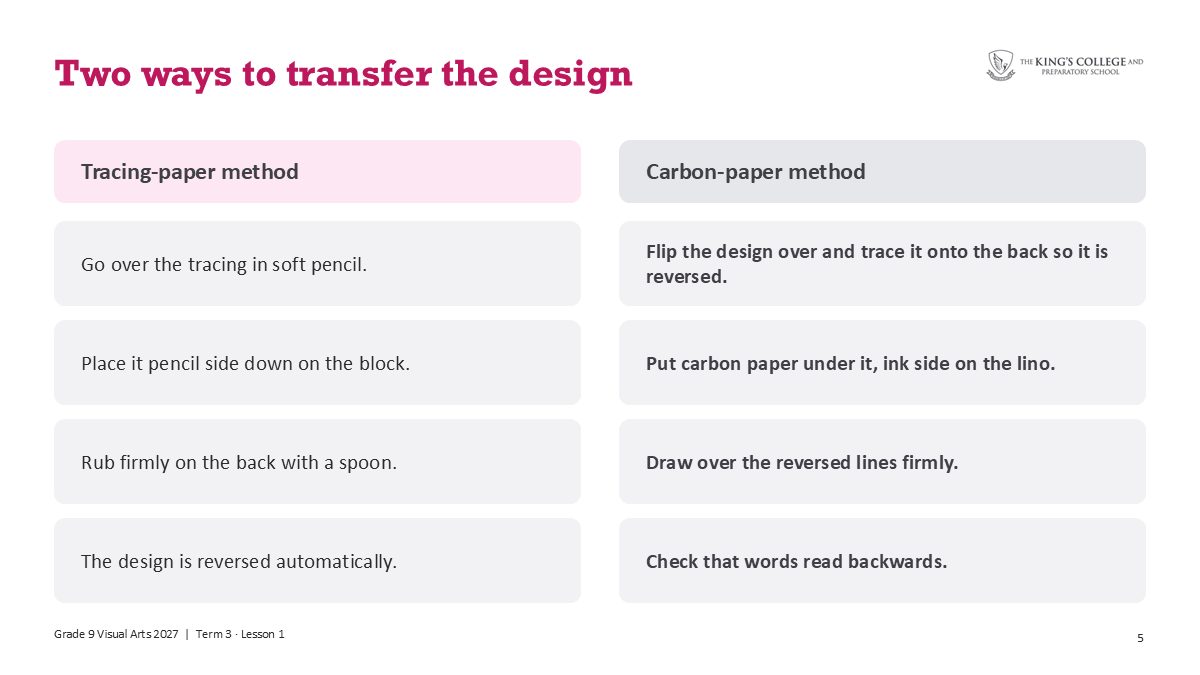 Two ways to transfer the design
THE KING'S COLLEGE AND
PREPARATORY SCHOOL
Tracing-paper method
Go over the tracing in soft pencil.
Place it pencil side down on the block.
Rub firmly on the back with a spoon.
The design is reversed automatically.
Carbon-paper method
Flip the design over and trace it onto the back so it is
reversed.
Put carbon paper under it, ink side on the lino.
Draw over the reversed lines firmly.
Check that words read backwards.
Grade 9 Visual Arts 2027 | Term 3 · Lesson 1
5